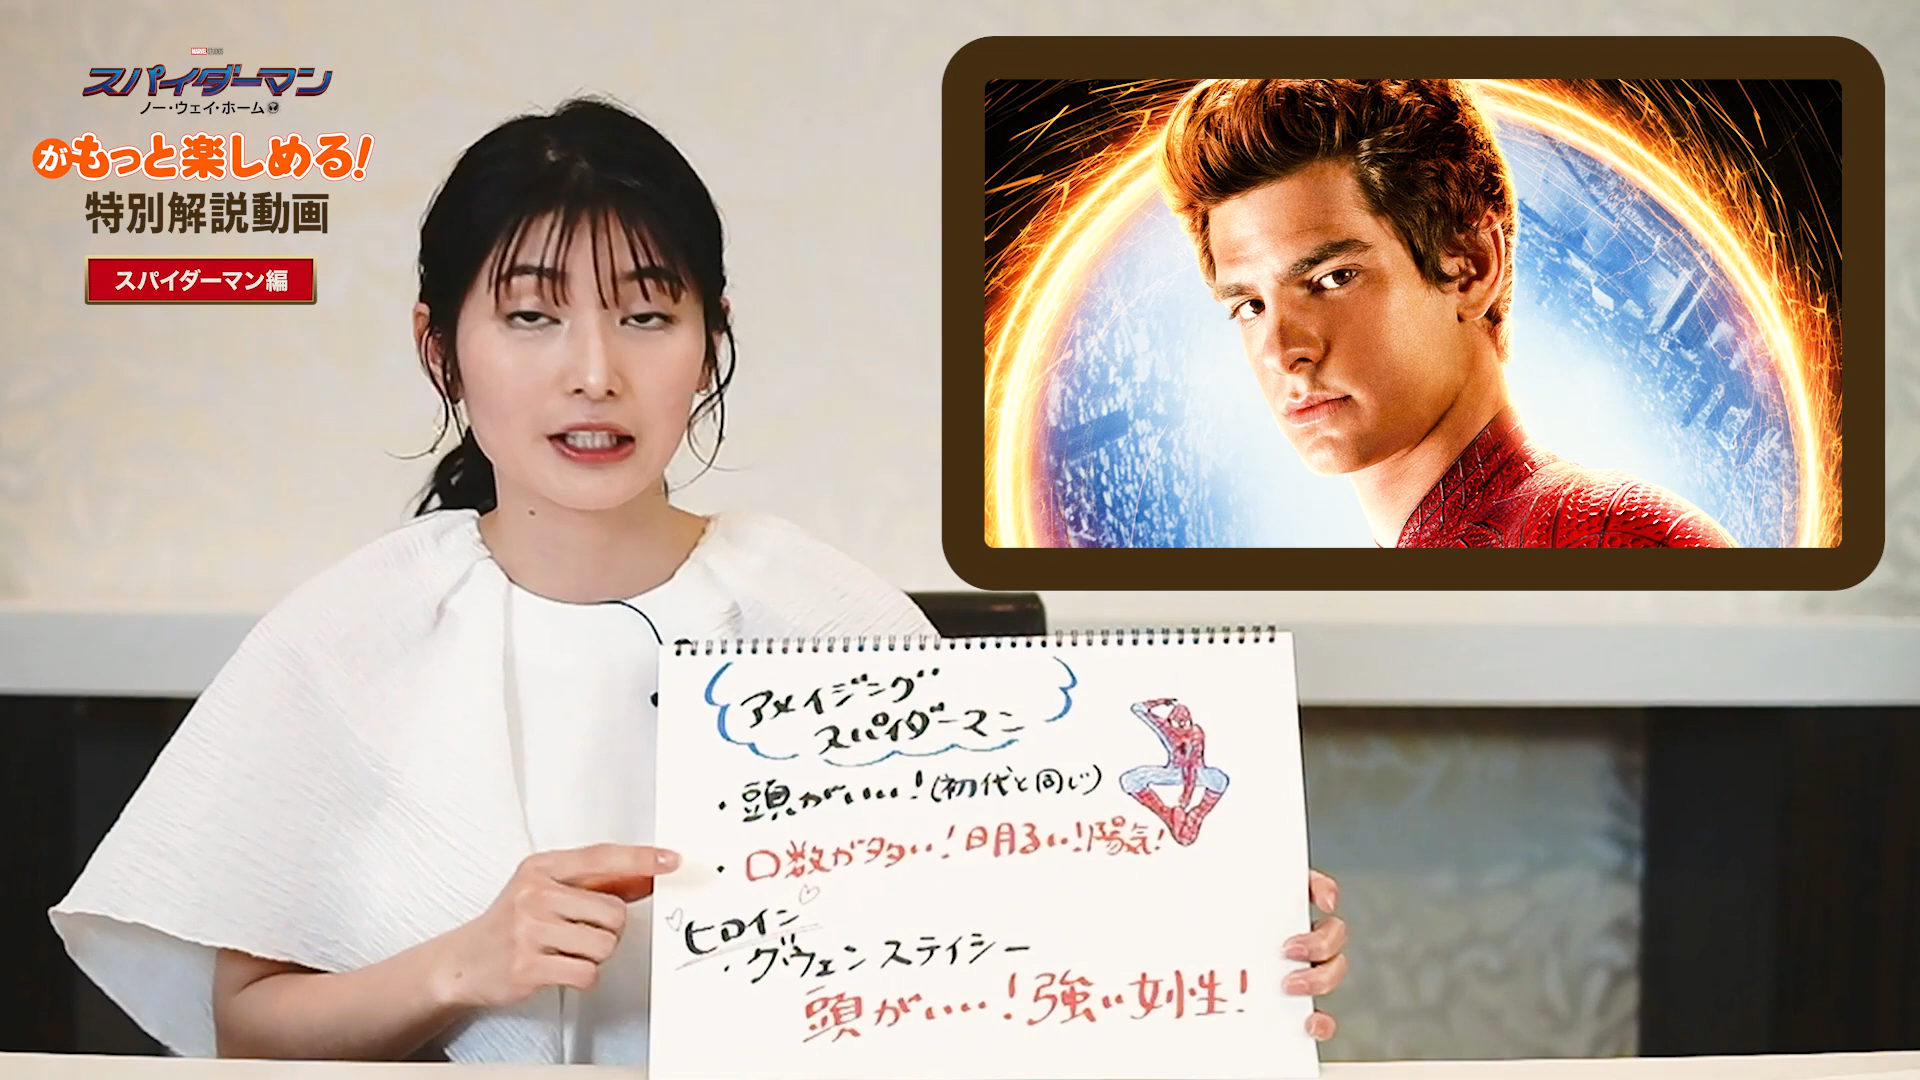 MARVEL STUDIOS
スパイダーマン
ノー・ウェイ・ホーム
がもっと楽しめる!
特別解説動画
スパイダーマン編
アメイジング
スパイダーマン
・頭がいい!(初代と同じ)
・口数が多い!明るい!陽気!
ヒロイン
・グウェンステイシー
頭がいい!強い女性!